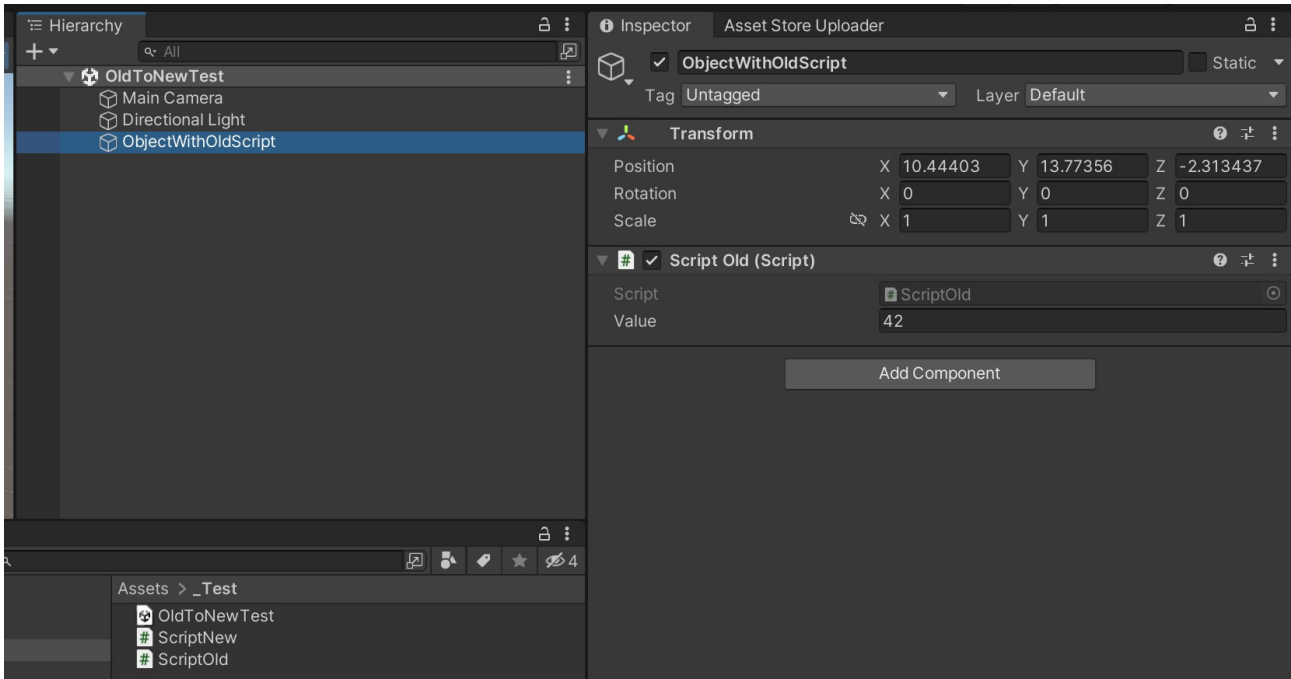 Hierarchy
All
OldToNewTest
Main Camera
Directional Light
ObjectWithOldScript
4
Assets > _Test
OldToNewTest
ScriptNew
ScriptOld
Inspector Asset Store Uploader
ObjectWithOldScript Static
Tag Untagged Layer Default
Transform
Position X 10.44403 Y 13.77356 Z -2.313437
Rotation X 0 Y 0 Z 0
Scale X 1 Y 1 Z 1
# Script Old (Script)
Script # ScriptOld
Value 42
Add Component